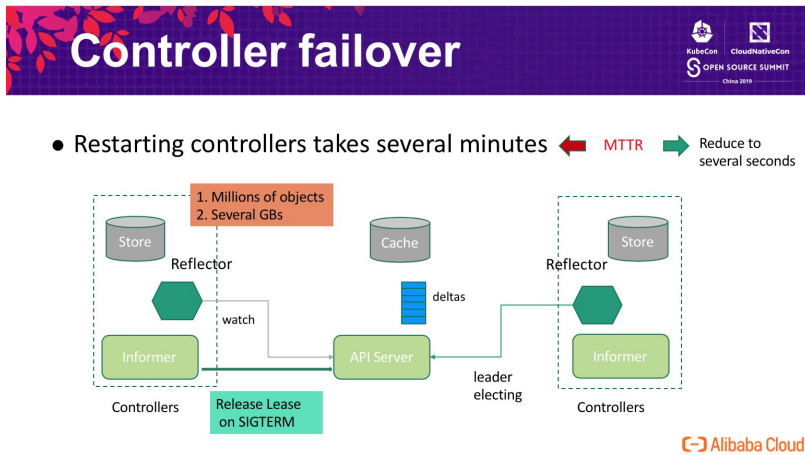 Controller failover
KubeCon
CloudNativeCon
OPEN SOURCE SUMMIT
China 2019
● Restarting controllers takes several minutes
MTTR
Reduce to
several seconds
1. Millions of objects
2. Several GBs
Store
Cache
Store
Reflector
Reflector
deltas
watch
Informer
API Server
Informer
leader
electing
Controllers
Release Lease
on SIGTERM
Controllers
Alibaba Cloud